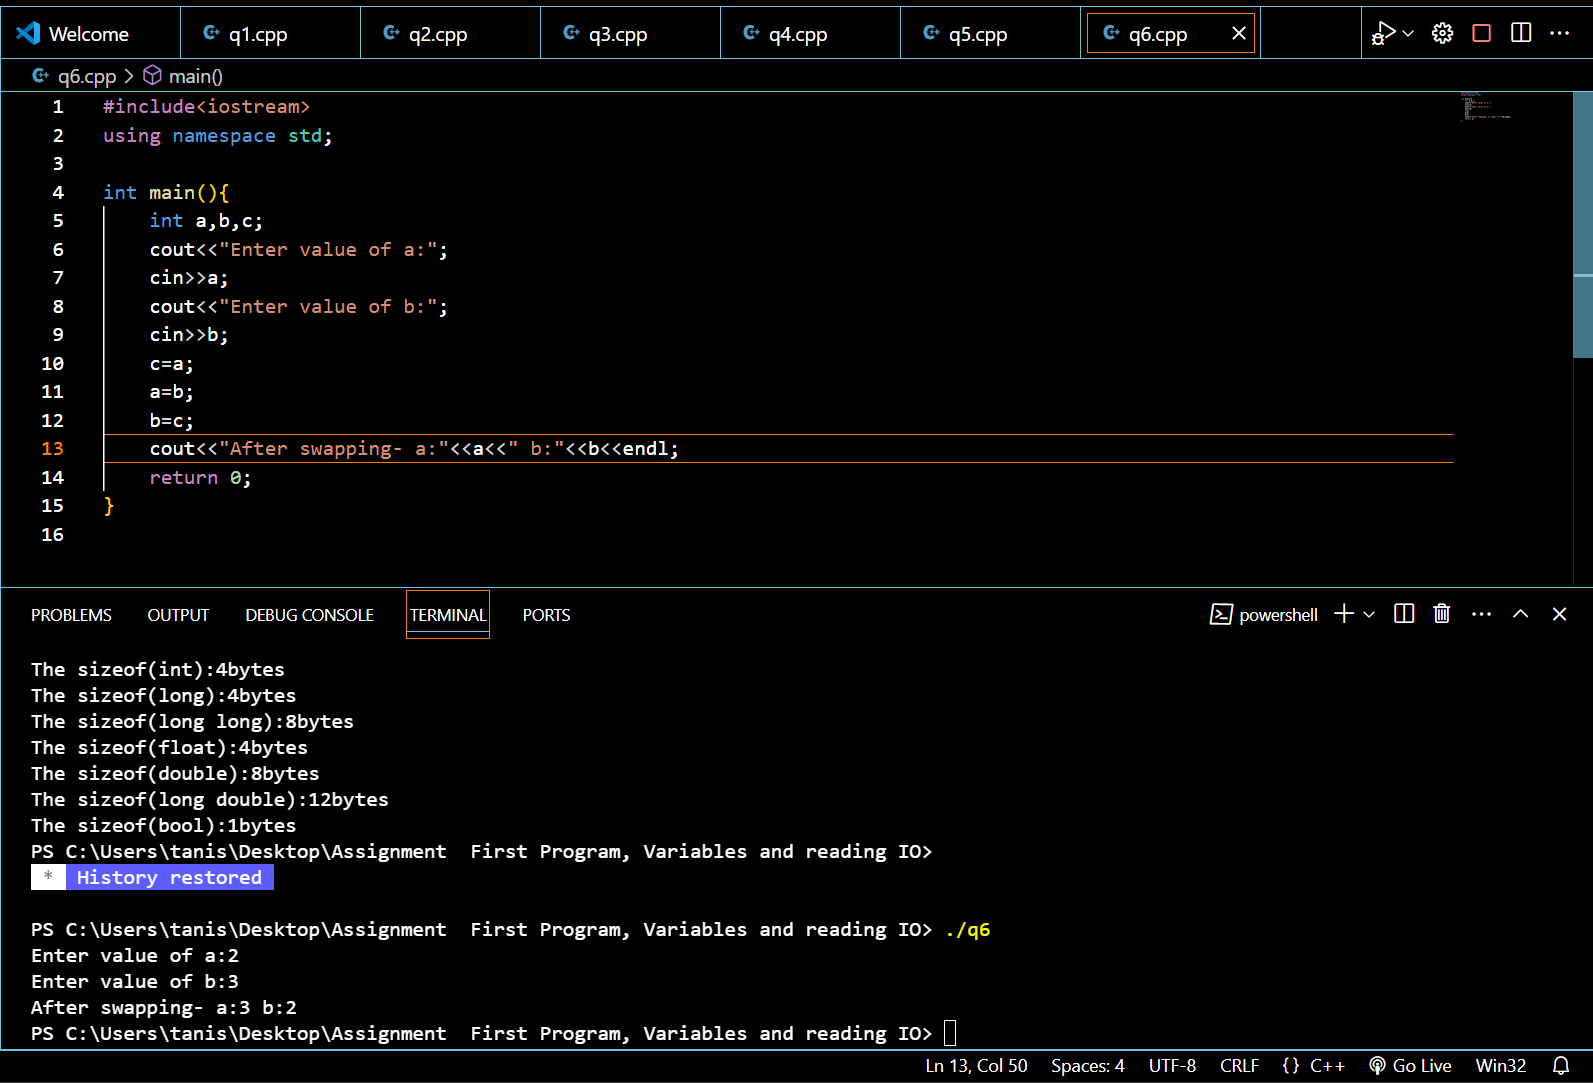 Welcome q1.cpp q2.cpp q3.cpp q4.cpp q5.cpp q6.cpp
q6.cpp > main()
1 #include<iostream>
2 using namespace std;
3
4 int main(){
5     int a,b,c;
6     cout<<"Enter value of a:";
7     cin>>a;
8     cout<<"Enter value of b:";
9     cin>>b;
10     c=a;
11     a=b;
12     b=c;
13     cout<<"After swapping- a:"<<a<<" b:"<<b<<endl;
14     return 0;
15 }
16
PROBLEMS OUTPUT DEBUG CONSOLE TERMINAL PORTS powershell
The sizeof(int):4bytes
The sizeof(long):4bytes
The sizeof(long long):8bytes
The sizeof(float):4bytes
The sizeof(double):8bytes
The sizeof(long double):12bytes
The sizeof(bool):1bytes
PS C:\Users\tanis\Desktop\Assignment  First Program, Variables and reading IO>
* History restored
PS C:\Users\tanis\Desktop\Assignment  First Program, Variables and reading IO> ./q6
Enter value of a:2
Enter value of b:3
After swapping- a:3 b:2
PS C:\Users\tanis\Desktop\Assignment  First Program, Variables and reading IO>
Ln 13, Col 50 Spaces: 4 UTF-8 CRLF {} C++ Go Live Win32